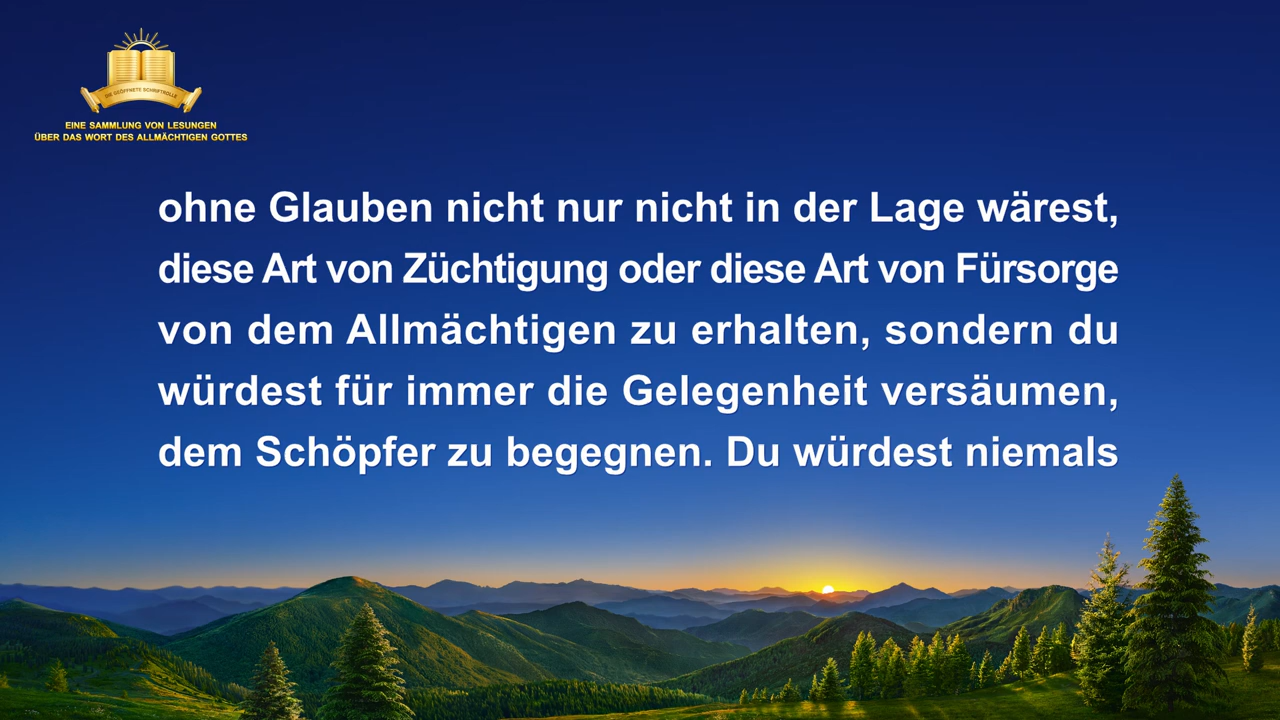 DIE GEÖFFNETE SCHRIFTROLLE
EINE SAMMLUNG VON LESUNGEN
ÜBER DAS WORT DES ALLMÄCHTIGEN GOTTES
ohne Glauben nicht nur nicht in der Lage wärest,
diese Art von Züchtigung oder diese Art von Fürsorge
von dem Allmächtigen zu erhalten, sondern du
würdest für immer die Gelegenheit versäumen,
dem Schöpfer zu begegnen. Du würdest niemals